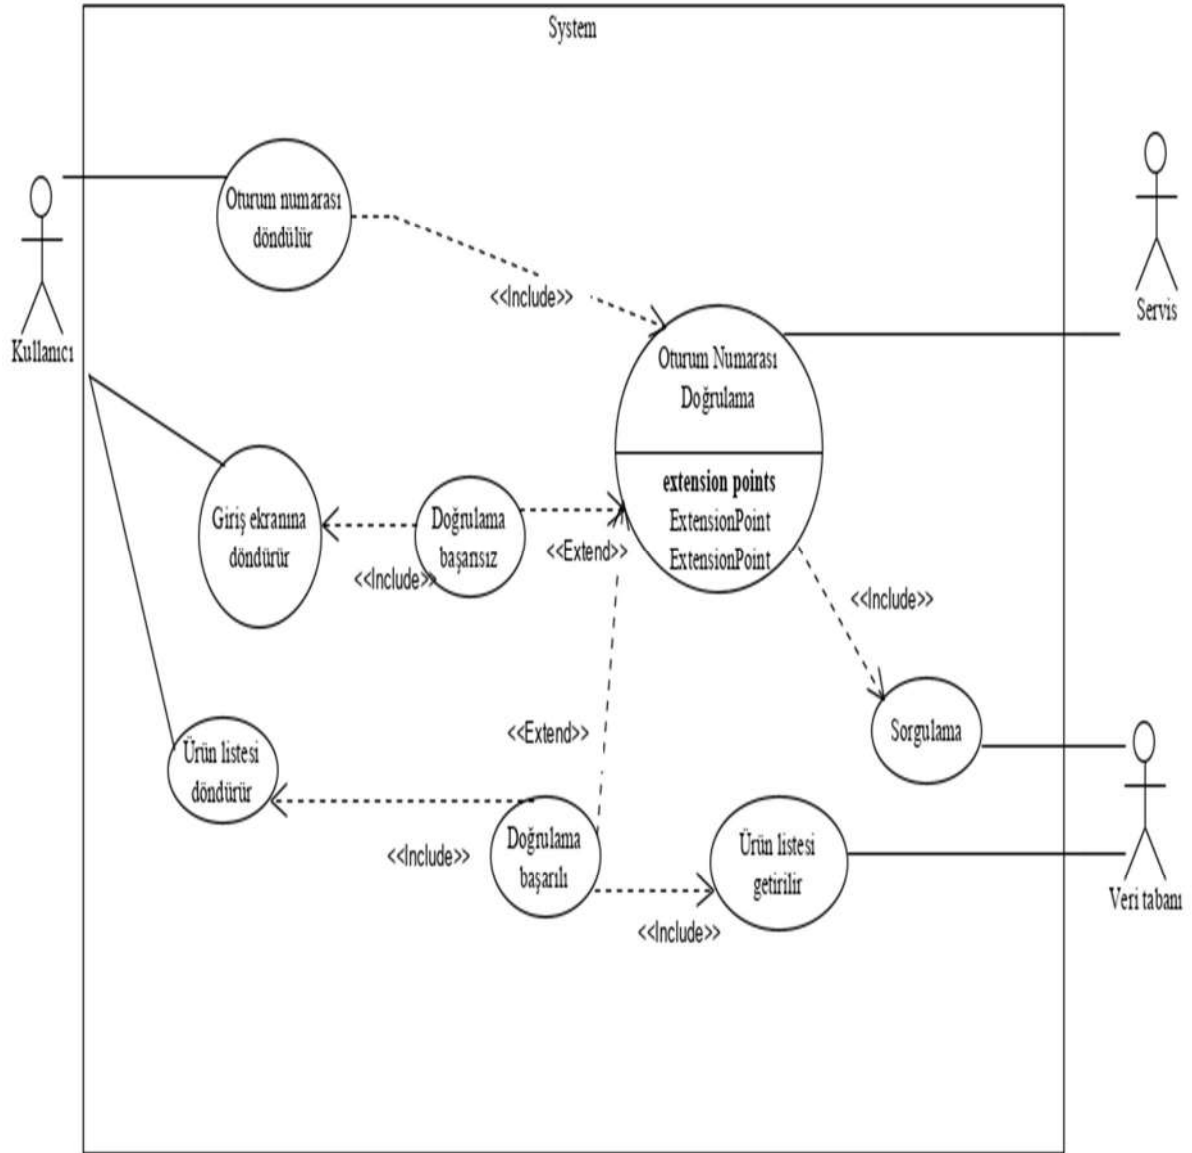 System
Oturum numarası
döndülür
Kullanıcı
Servis
<<Include>>
Oturum Numarası
Doğrulama
extension points
ExtensionPoint
ExtensionPoint
Giriş ekranına
döndürür
Doğrulama
başarısız
<<Extend>>
<<Include>>
<<Include>>
Sorgulama
<<Extend>>
Ürün listesi
döndürür
Doğrulama
başarılı
<<Include>>
Ürün listesi
getirilir
<<Include>>
Veri tabanı